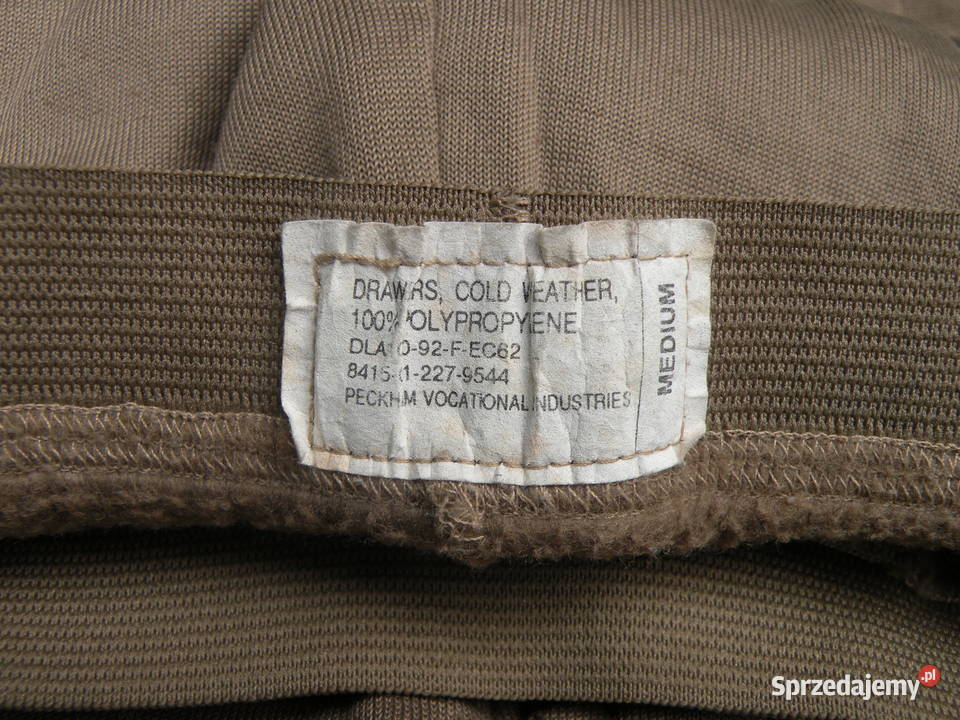 DRAWERS, COLD WEATHER,
100% POLYPROPYLENE
DLA100-92-F-EC62
8415-01-227-9544
PECKHAM VOCATIONAL INDUSTRIES
MEDIUM
Sprzedajemy.pl